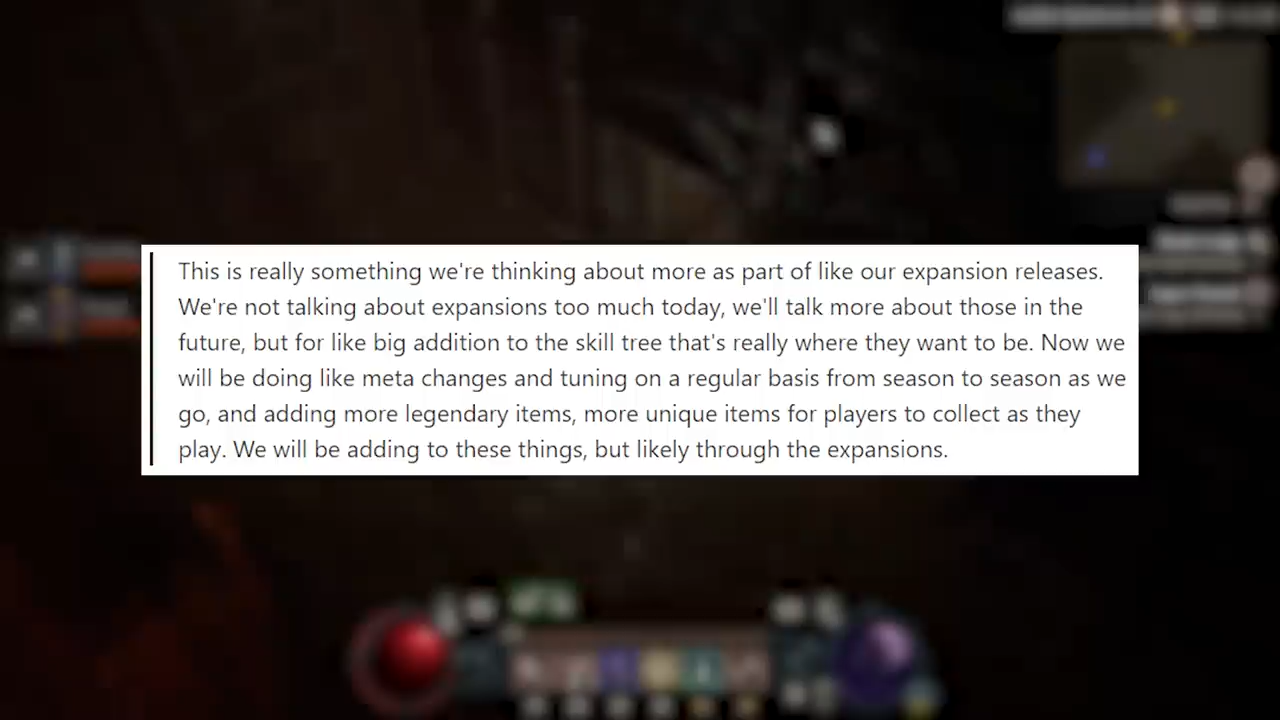 This is really something we're thinking about more as part of like our expansion releases.
We're not talking about expansions too much today, we'll talk more about those in the
future, but for like big addition to the skill tree that's really where they want to be. Now we
will be doing like meta changes and tuning on a regular basis from season to season as we
go, and adding more legendary items, more unique items for players to collect as they
play. We will be adding to these things, but likely through the expansions.